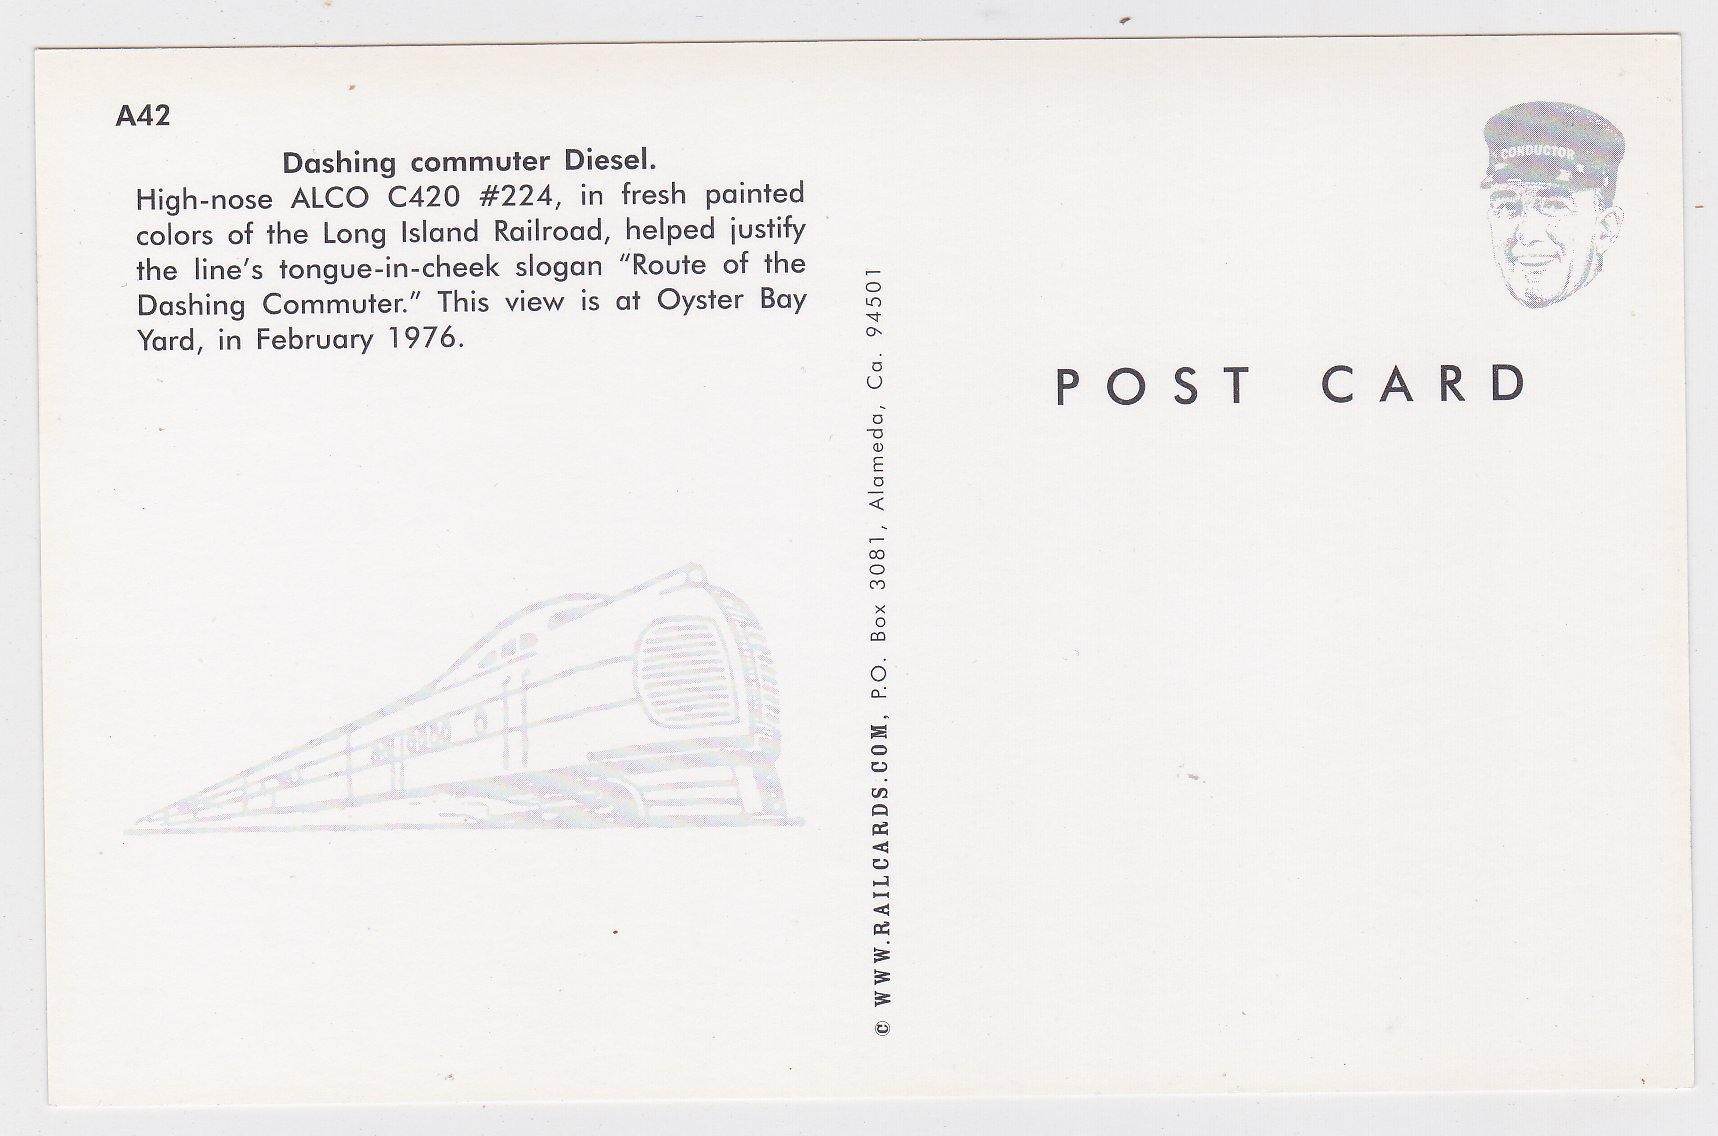 A42
Dashing commuter Diesel.
High-nose ALCO C420 #224, in fresh painted
colors of the Long Island Railroad, helped justify
the line's tongue-in-cheek slogan "Route of the
Dashing Commuter." This view is at Oyster Bay
Yard, in February 1976.
© WWW.RAILCARDS.COM, P.O. Box 3081, Alameda, Ca. 94501
CONDUCTOR
POST CARD